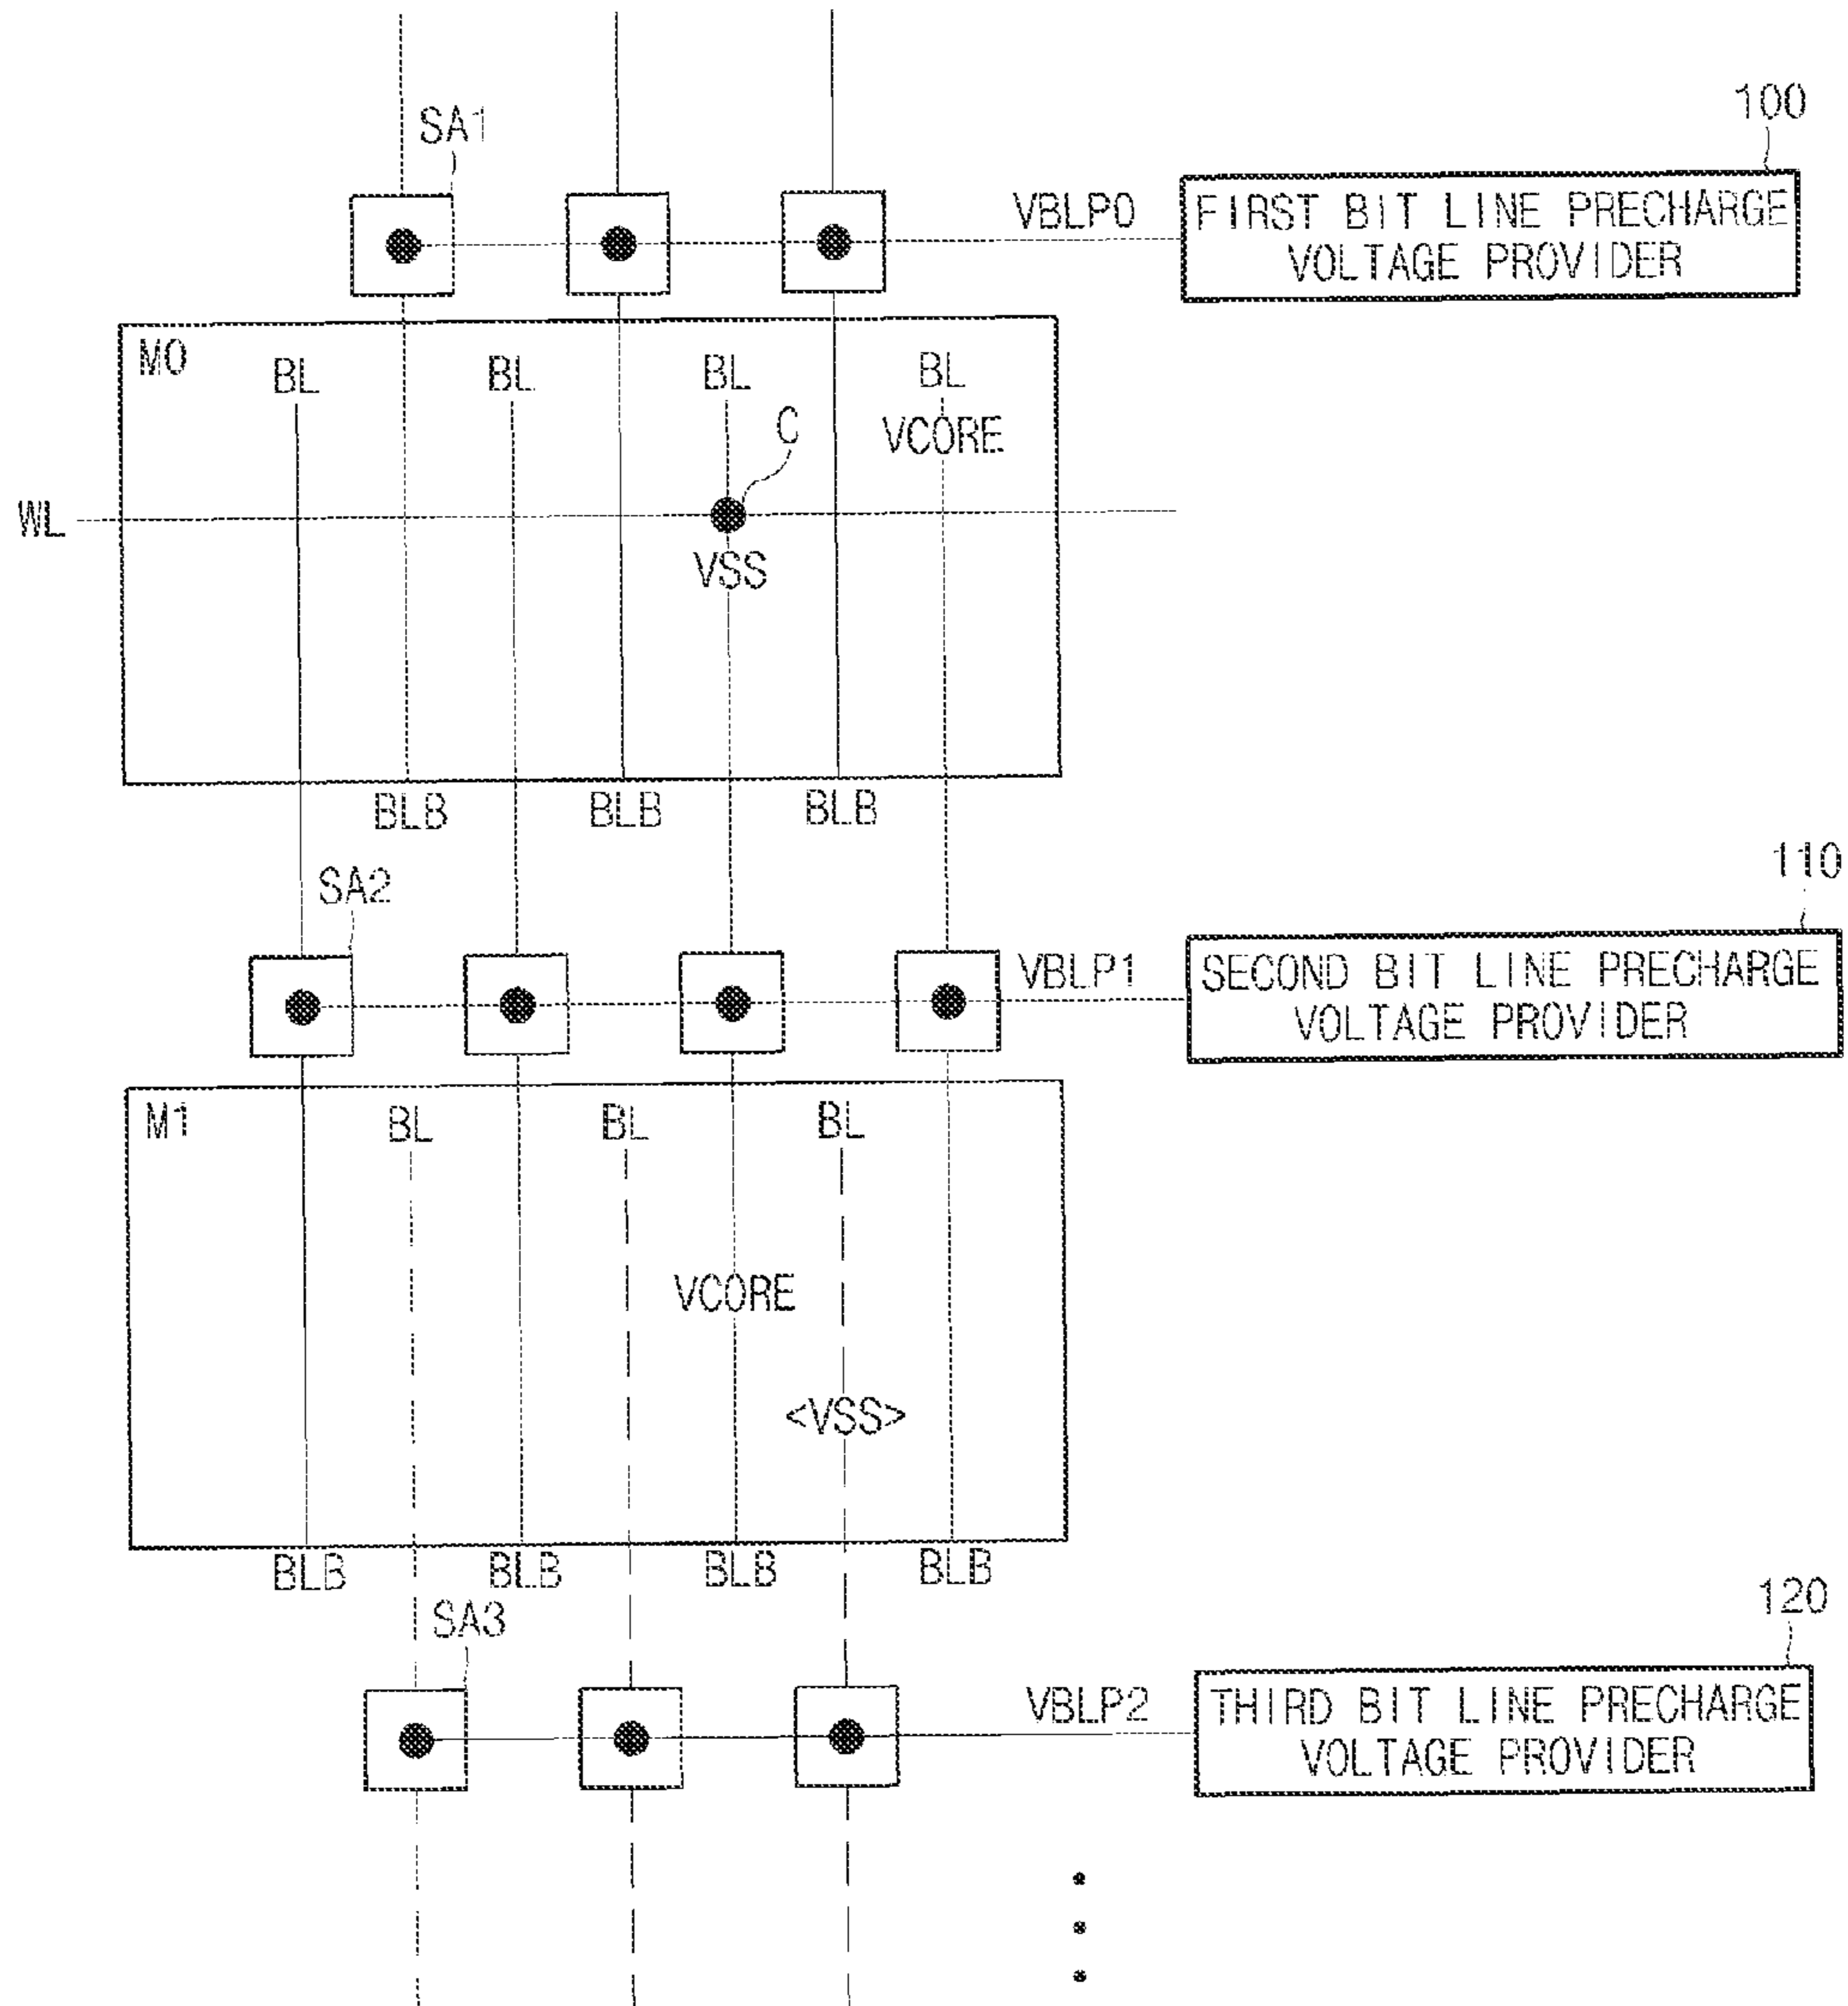 100
SA1
VBLP0
FIRST BIT LINE PRECHARGE
VOLTAGE PROVIDER
M0
BL BL BL BL
C
VCORE
WL
VSS
BLB BLB BLB
110
SA2
VBLP1
SECOND BIT LINE PRECHARGE
VOLTAGE PROVIDER
M1
BL BL BL
VCORE
<VSS>
BLB BLB BLB BLB
120
SA3
VBLP2
THIRD BIT LINE PRECHARGE
VOLTAGE PROVIDER